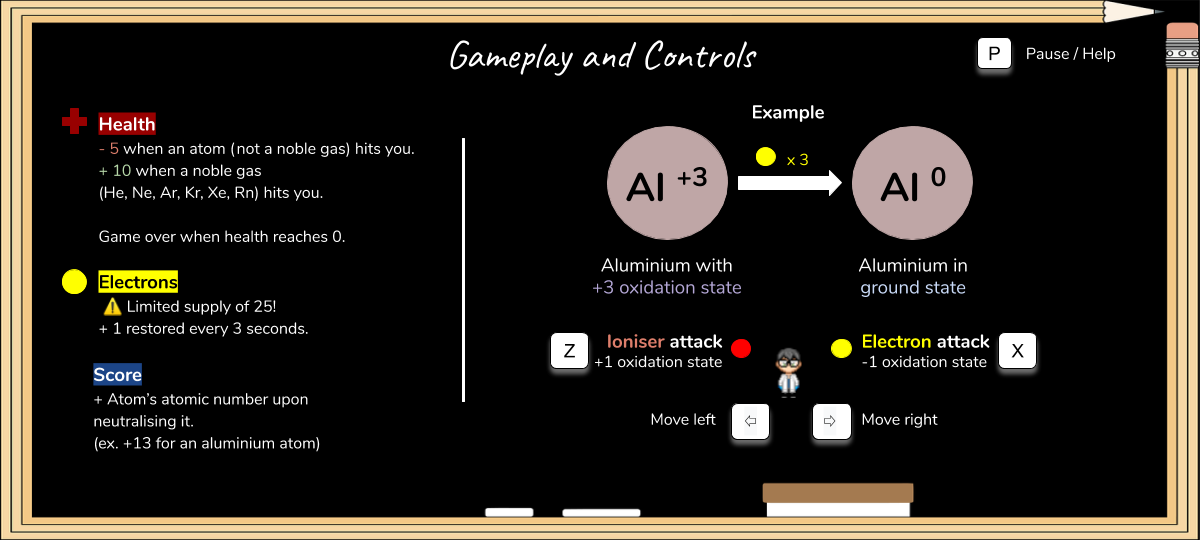 Gameplay and Controls
P Pause / Help
Health
- 5 when an atom (not a noble gas) hits you.
+ 10 when a noble gas
(He, Ne, Ar, Kr, Xe, Rn) hits you.
Game over when health reaches 0.
Electrons
Limited supply of 25!
+ 1 restored every 3 seconds.
Score
+ Atom's atomic number upon
neutralising it.
(ex. +13 for an aluminium atom)
Example
x 3
Al +3
Al 0
Aluminium with
+3 oxidation state
Aluminium in
ground state
Z
Ioniser attack
+1 oxidation state
Electron attack
-1 oxidation state
X
Move left
Move right